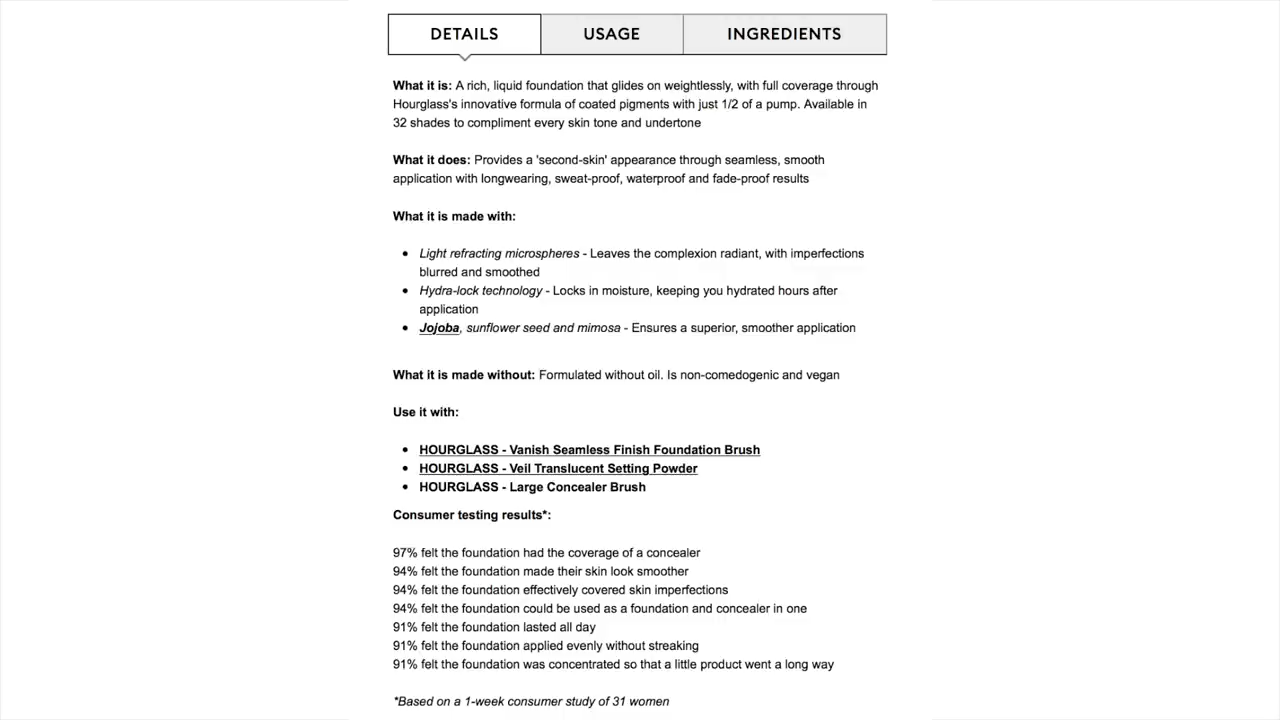 DETAILS
USAGE
INGREDIENTS
What it is: A rich, liquid foundation that glides on weightlessly, with full coverage through
Hourglass's innovative formula of coated pigments with just 1/2 of a pump. Available in
32 shades to compliment every skin tone and undertone
What it does: Provides a 'second-skin' appearance through seamless, smooth
application with longwearing, sweat-proof, waterproof and fade-proof results
What it is made with:
• Light refracting microspheres - Leaves the complexion radiant, with imperfections
blurred and smoothed
• Hydra-lock technology - Locks in moisture, keeping you hydrated hours after
application
• Jojoba, sunflower seed and mimosa - Ensures a superior, smoother application
What it is made without: Formulated without oil. Is non-comedogenic and vegan
Use it with:
• HOURGLASS - Vanish Seamless Finish Foundation Brush
• HOURGLASS - Veil Translucent Setting Powder
• HOURGLASS - Large Concealer Brush
Consumer testing results*:
97% felt the foundation had the coverage of a concealer
94% felt the foundation made their skin look smoother
94% felt the foundation effectively covered skin imperfections
94% felt the foundation could be used as a foundation and concealer in one
91% felt the foundation lasted all day
91% felt the foundation applied evenly without streaking
91% felt the foundation was concentrated so that a little product went a long way
*Based on a 1-week consumer study of 31 women